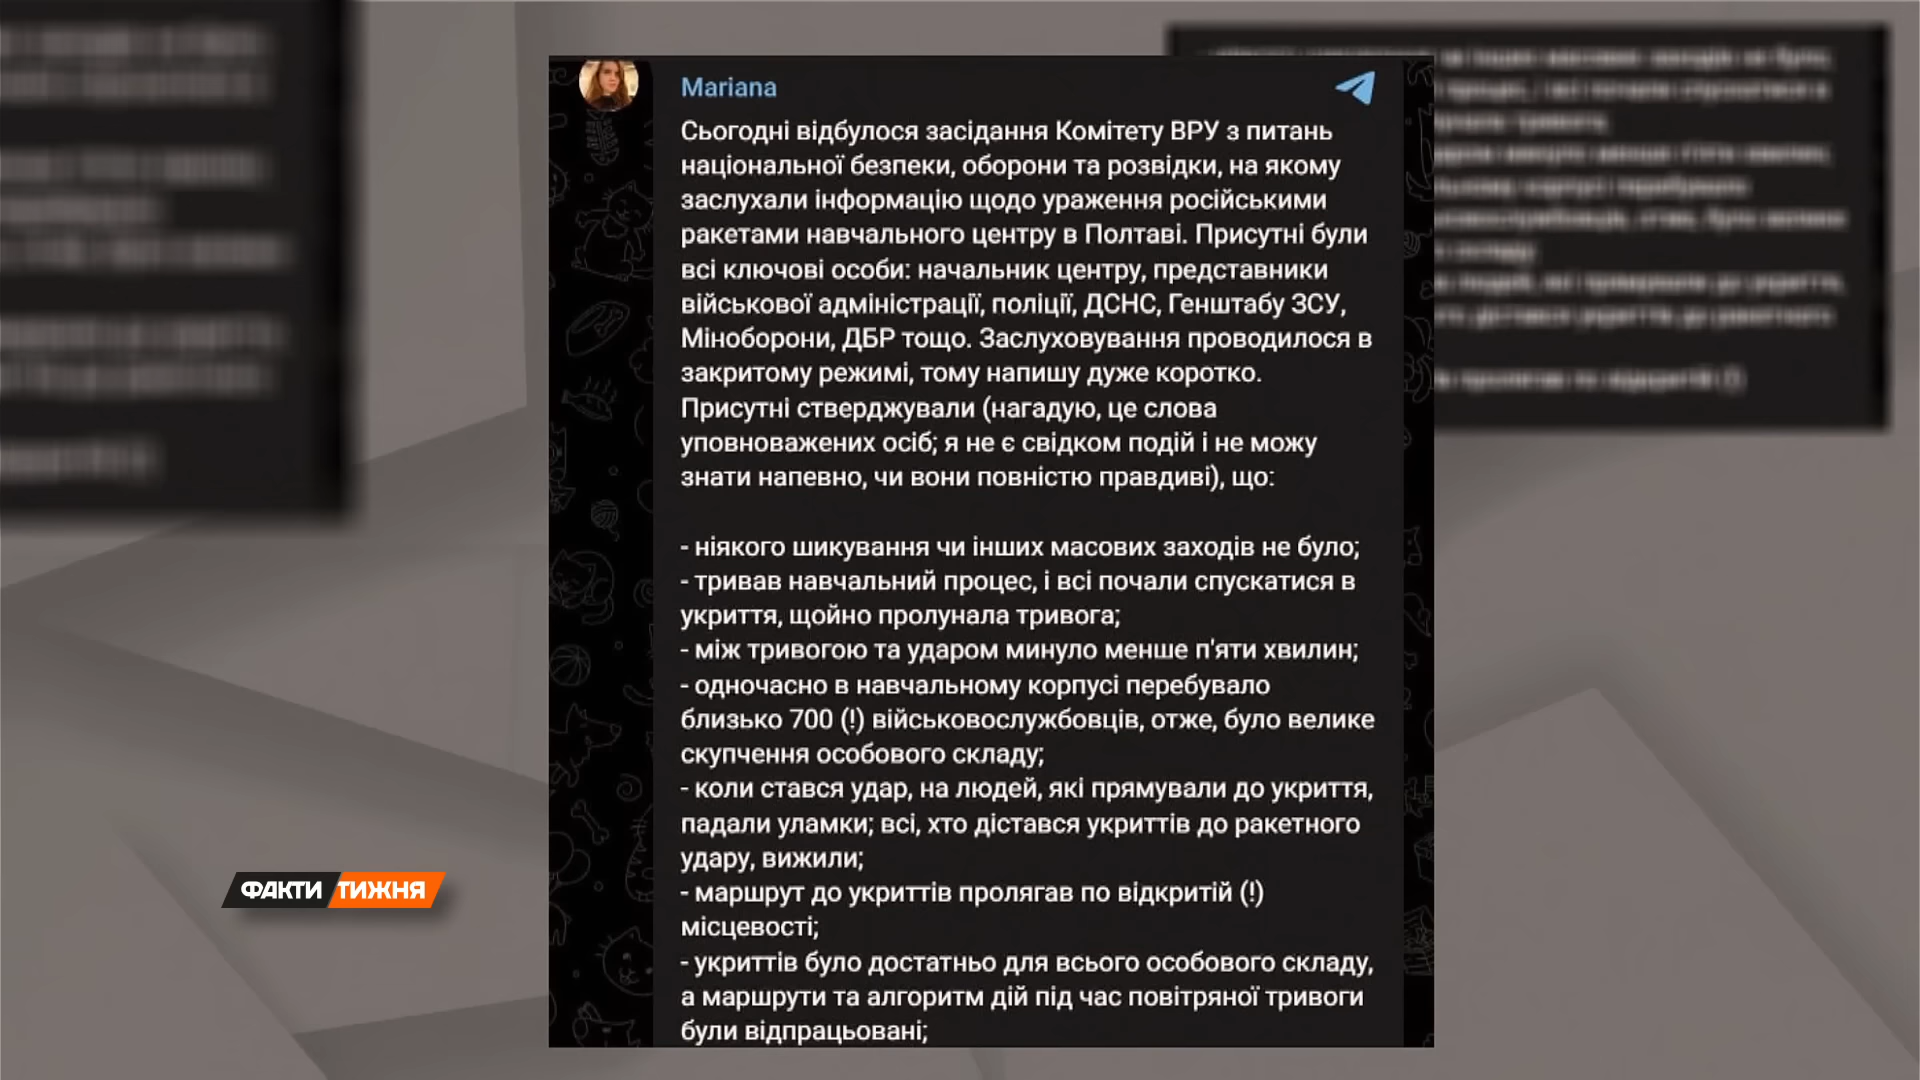 Mariana
Сьогодні відбулося засідання Комітету ВРУ з питань
національної безпеки, оборони та розвідки, на якому
заслухали інформацію щодо ураження російськими
ракетами навчального центру в Полтаві. Присутні були
всі ключові особи: начальник центру, представники
військової адміністрації, поліції, ДСНС, Генштабу ЗСУ,
Міноборони, ДБР тощо. Заслуховування проводилося в
закритому режимі, тому напишу дуже коротко.
Присутні стверджували (нагадую, це слова
уповноважених осіб; я не є свідком подій і не можу
знати напевно, чи вони повністю правдиві), що:
- ніякого шикування чи інших масових заходів не було;
- тривав навчальний процес, і всі почали спускатися в
укриття, щойно пролунала тривога;
- між тривогою та ударом минуло менше п'яти хвилин;
- одночасно в навчальному корпусі перебувало
близько 700 (!) військовослужбовців, отже, було велике
скупчення особового складу;
- коли стався удар, на людей, які прямували до укриття,
падали уламки; всі, хто дістався укриттів до ракетного
удару, вижили;
- маршрут до укриттів пролягав по відкритій (!)
місцевості;
- укриттів було достатньо для всього особового складу,
а маршрути та алгоритм дій під час повітряної тривоги
були відпрацьовані;
ФАКТИ ТИЖНЯ